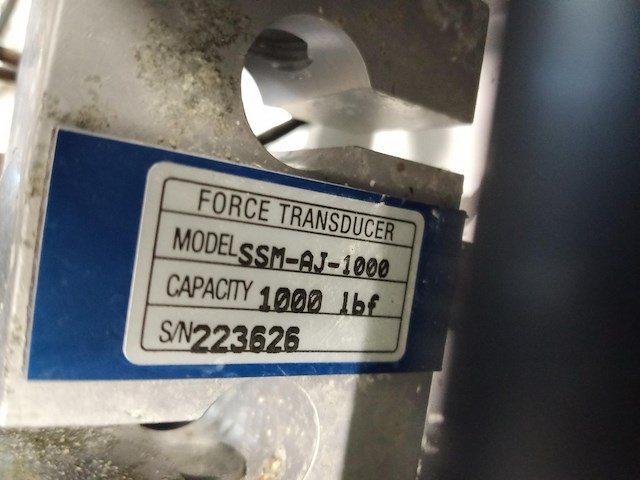 FORCE TRANSDUCER
MODEL SSM-AJ-1000
CAPACITY 1000 lbf
S/N 223626